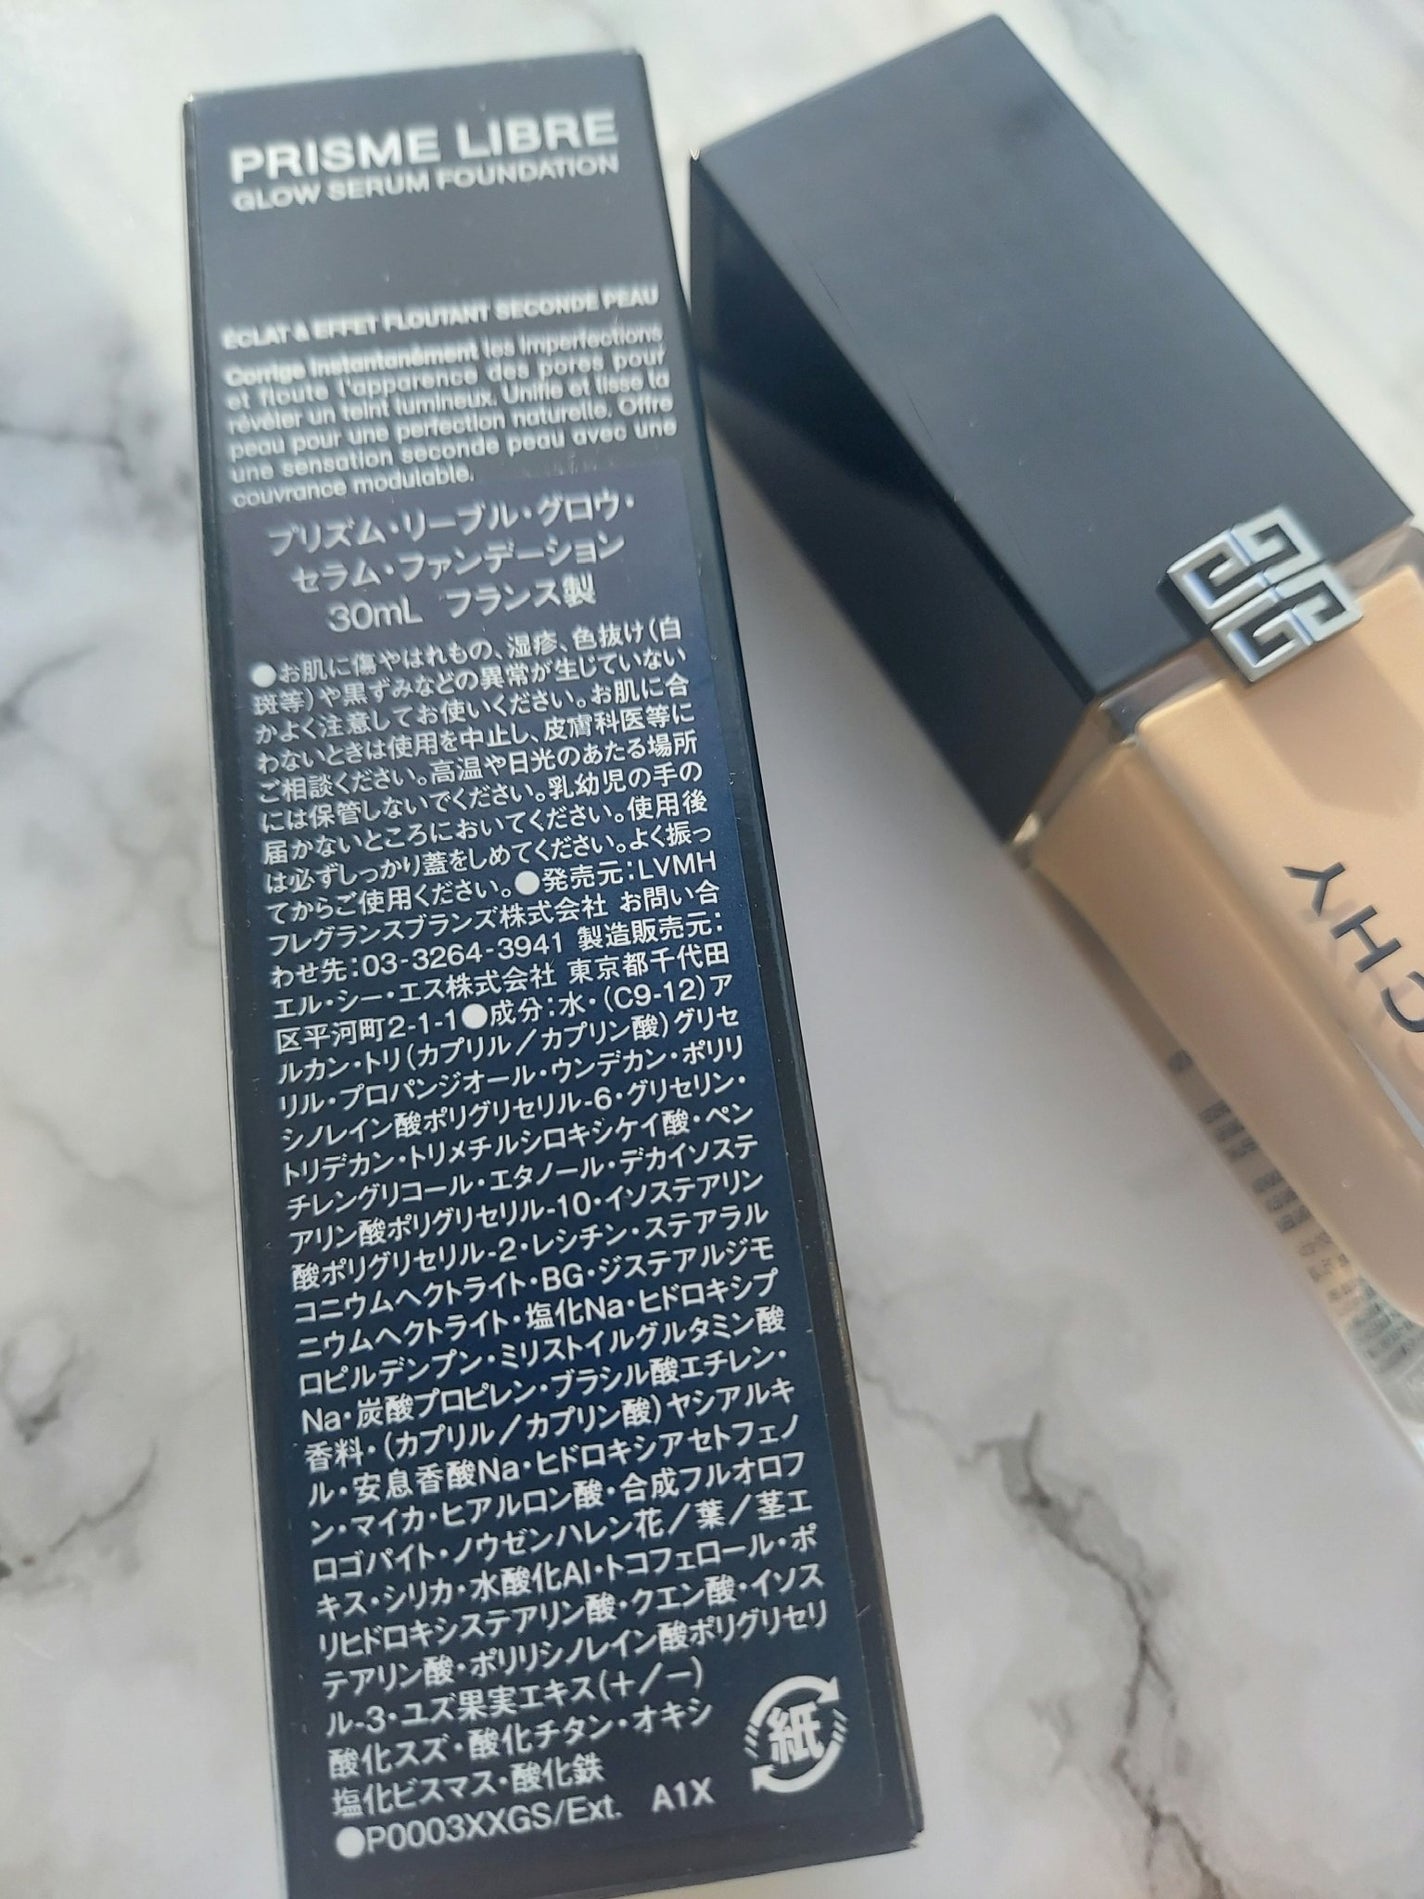 PRISME LIBRE
GLOW SERUM FOUNDATION
ÉCLAT & EFFET FLOUTANT SECONDE PEAU
Corrige instantanément les imperfections
et floute l'apparence des pores pour
révéler un teint lumineux. Unifie et lisse la
peau pour une perfection naturelle. Offre
une sensation seconde peau avec une
couvrance modulable.
プリズム・リーブル・グロウ・
セラム・ファンデーション
30mL フランス製
●お肌に傷やはれもの、湿疹、色抜け(白
斑等)や黒ずみなどの異常が生じていない
かよく注意してお使いください。お肌に合
わないときは使用を中止し、皮膚科医等に
ご相談ください。高温や日光のあたる場所
には保管しないでください。乳幼児の手の
届かないところにおいてください。使用後
は必ずしっかり蓋をしめてください。よく振っ
てからご使用ください。●発売元:LVMH
フレグランスブランズ株式会社 お問い合
わせ先:03-3264-3941 製造販売元:
エル・シー・エス株式会社 東京都千代田
区平河町2-1-1●成分:水・(C9-12)ア
ルカン・トリ(カプリル/カプリン酸)グリセ
リル・プロパンジオール・ウンデカン・ポリリ
シノレイン酸ポリグリセリル-6・グリセリン・
トリデカン・トリメチルシロキシケイ酸・ペン
チレングリコール・エタノール・デカイソステ
アリン酸ポリグリセリル-10・イソステアリン
酸ポリグリセリル-2・レシチン・ステアラル
コニウムヘクトライト・BG・ジステアルジモ
ニウムヘクトライト・塩化Na・ヒドロキシプ
ロピルデンプン・ミリストイルグルタミン酸
Na・炭酸プロピレン・ブラシル酸エチレン・
香料・(カプリル/カプリン酸)ヤシアルキ
ル・安息香酸Na・ヒドロキシアセトフェノ
ン・マイカ・ヒアルロン酸・合成フルオロフ
ロゴパイト・ノウゼンハレン花/葉/茎エ
キス・シリカ・水酸化Al・トコフェロール・ポ
リヒドロキシステアリン酸・クエン酸・イソス
テアリン酸・ポリリシノレイン酸ポリグリセリ
ル-3・ユズ果実エキス(+/-)
酸化スズ・酸化チタン・オキシ
塩化ビスマス・酸化鉄
●P0003XXGS/Ext. A1X
紙
CHY